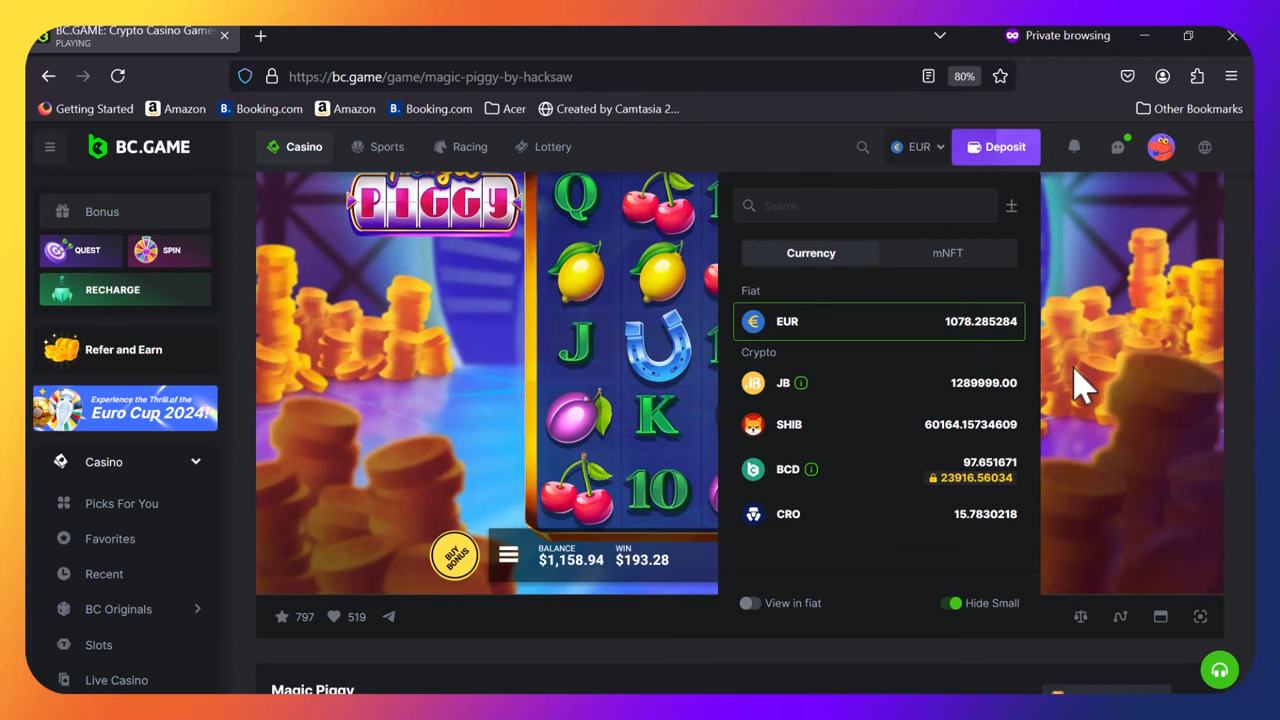 BC.GAME: Crypto Casino Games
PLAYING
Private browsing
https://bc.game/game/magic-piggy-by-hacksaw
80%
Getting Started
Amazon
Booking.com
Amazon
Booking.com
Acer
Created by Camtasia 2...
Other Bookmarks
BC.GAME
Casino
Sports
Racing
Lottery
EUR
Deposit
Bonus
QUEST
SPIN
RECHARGE
Refer and Earn
Experience the Thrill of the
Euro Cup 2024!
Casino
Picks For You
Favorites
Recent
BC Originals
Slots
Live Casino
PIGGY
Q
J
K
10
BUY
BONUS
BALANCE
$1,158.94
WIN
$193.28
Search
Currency
mNFT
Fiat
EUR
1078.285284
Crypto
JB
1289999.00
SHIB
60164.15734609
BCD
97.651671
23916.56034
CRO
15.7830218
View in fiat
Hide Small
797
519
Magic Piggy